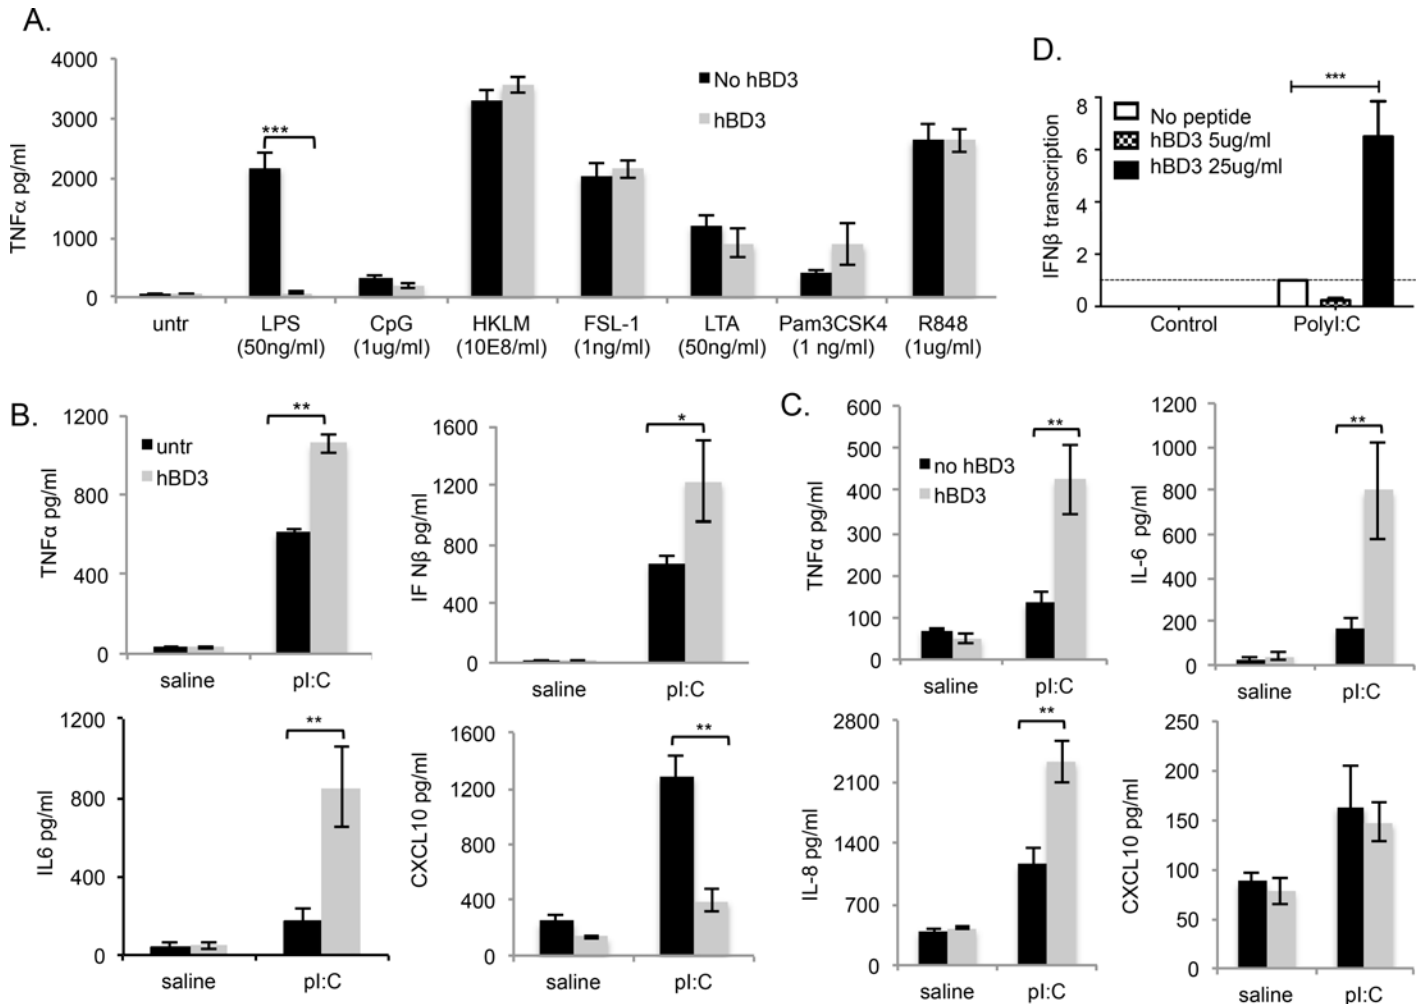 A.
4000
3000
2000
1000
0
TNFα pg/ml
***
No hBD3
hBD3
untr
LPS
(50ng/ml)
CpG
(1ug/ml)
HKLM
(10E8/ml)
FSL-1
(1ng/ml)
LTA
(50ng/ml)
Pam3CSK4
(1 ng/ml)
R848
(1ug/ml)
D.
***
8
6
4
2
0
IFNβ transcription
No peptide
hBD3 5ug/ml
hBD3 25ug/ml
Control
PolyI:C
B.
1200
800
400
0
TNFα pg/ml
**
untr
hBD3
saline
pI:C
1600
1200
800
400
0
IF Nβ pg/ml
*
saline
pI:C
1200
800
400
0
IL6 pg/ml
**
saline
pI:C
1600
1200
800
400
0
CXCL10 pg/ml
**
saline
pI:C
C.
600
500
400
300
200
100
0
TNFα pg/ml
**
no hBD3
hBD3
saline
pI:C
1200
1000
800
600
400
200
0
IL-6 pg/ml
**
saline
pI:C
2800
2100
1400
700
0
IL-8 pg/ml
**
saline
pI:C
250
200
150
100
50
0
CXCL10 pg/ml
saline
pI:C